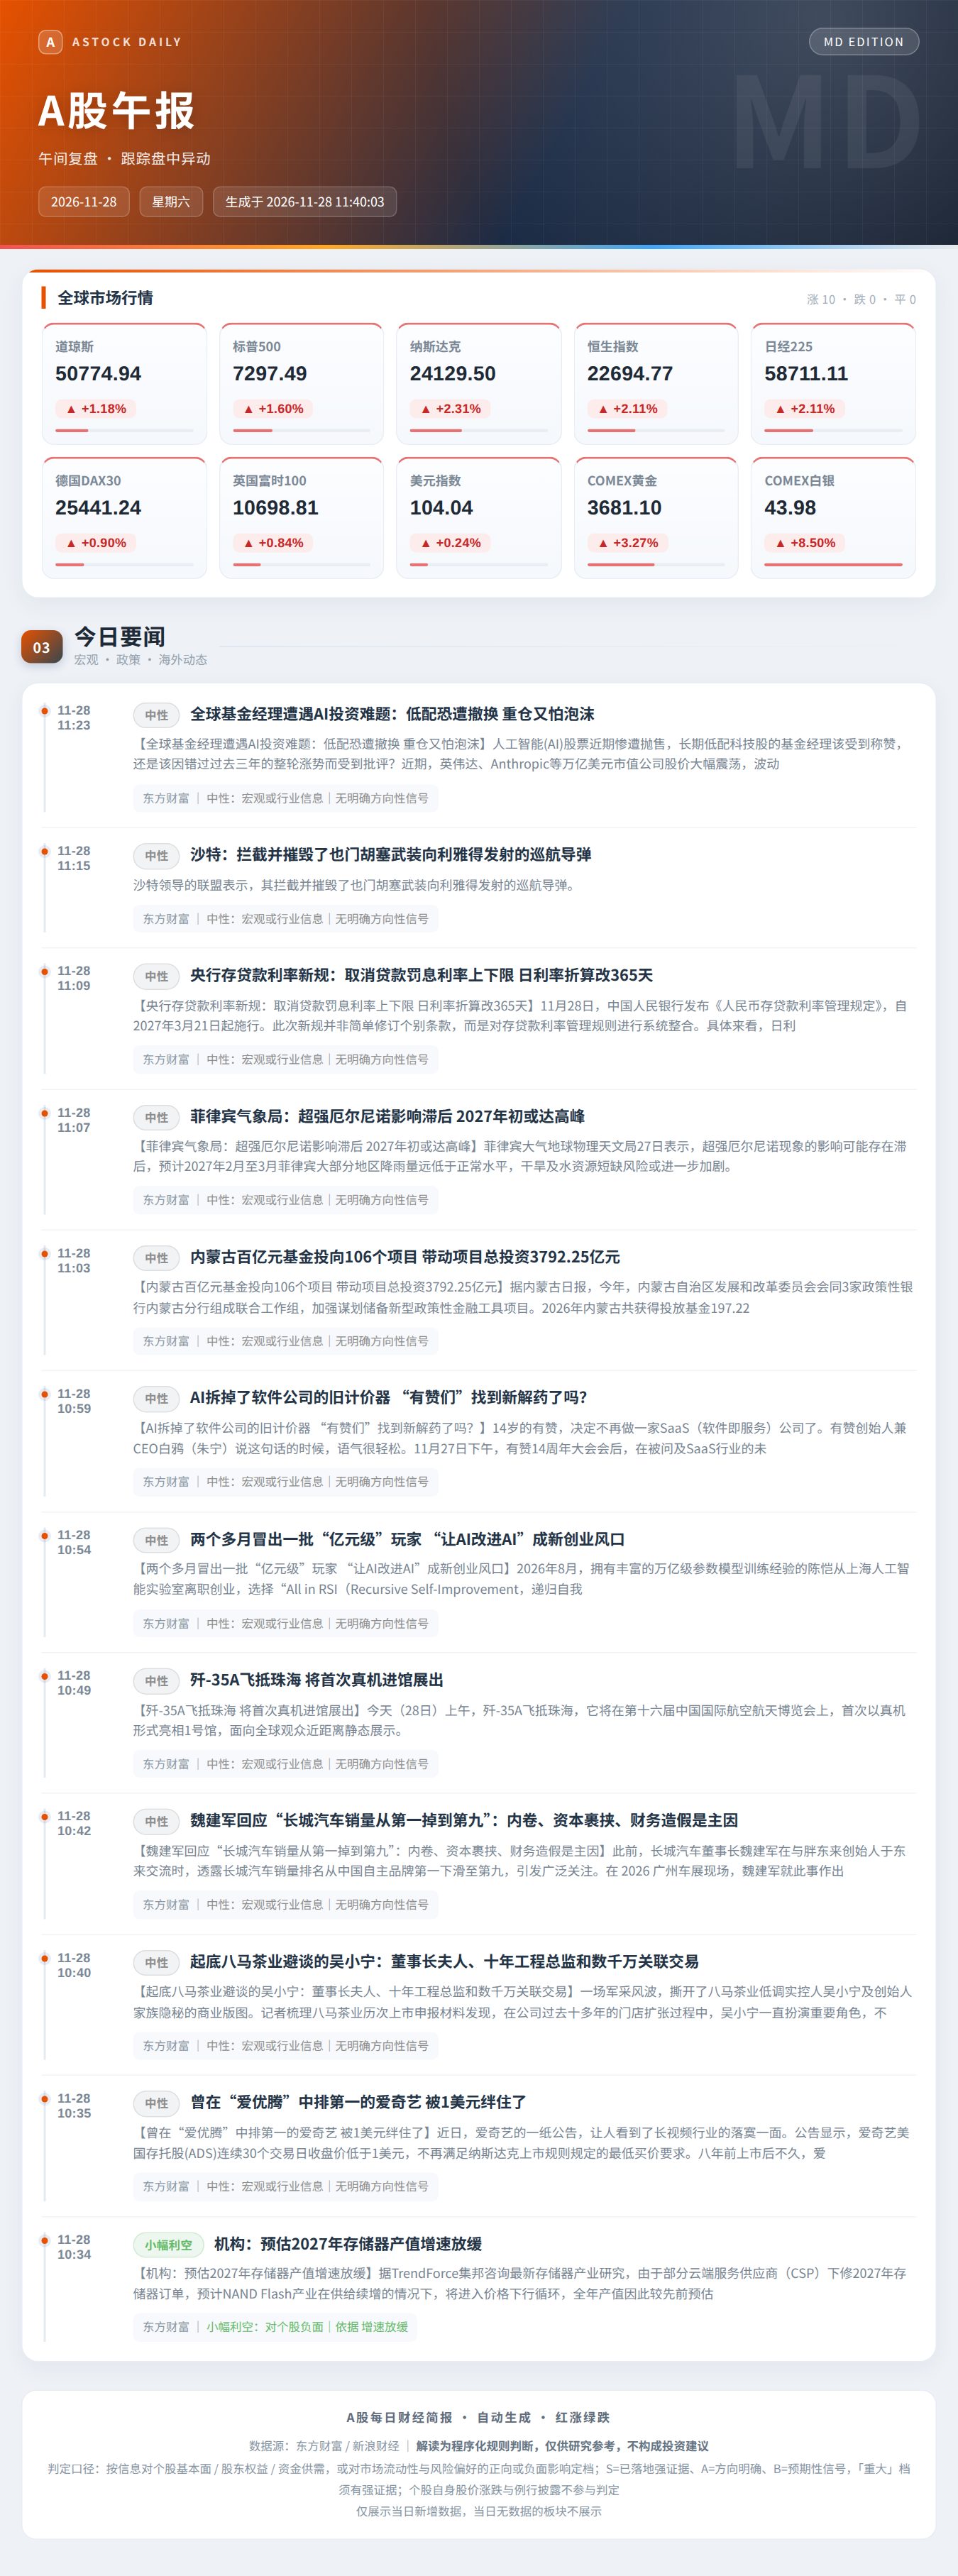 A ASTOCK DAILY
MD EDITION
MD
A股午报
午间复盘 · 跟踪盘中异动
2026-11-28 星期六 生成于 2026-11-28 11:40:03
全球市场行情
涨 10 · 跌 0 · 平 0
道琼斯 标普500 纳斯达克 恒生指数 日经225
50774.94 7297.49 24129.50 22694.77 58711.11
▲ +1.18% ▲ +1.60% ▲ +2.31% ▲ +2.11% ▲ +2.11%
德国DAX30 英国富时100 美元指数 COMEX黄金 COMEX白银
25441.24 10698.81 104.04 3681.10 43.98
▲ +0.90% ▲ +0.84% ▲ +0.24% ▲ +3.27% ▲ +8.50%
03
今日要闻
宏观 · 政策 · 海外动态
11-28
11:23
中性 全球基金经理遭遇AI投资难题：低配恐遭撤换 重仓又怕泡沫
【全球基金经理遭遇AI投资难题：低配恐遭撤换 重仓又怕泡沫】人工智能(AI)股票近期惨遭抛售，长期低配科技股的基金经理该受到称赞，
还是该因错过过去三年的整轮涨势而受到批评？近期，英伟达、Anthropic等万亿美元市值公司股价大幅震荡，波动
东方财富｜中性：宏观或行业信息｜无明确方向性信号
11-28
11:15
中性 沙特：拦截并摧毁了也门胡塞武装向利雅得发射的巡航导弹
沙特领导的联盟表示，其拦截并摧毁了也门胡塞武装向利雅得发射的巡航导弹。
东方财富｜中性：宏观或行业信息｜无明确方向性信号
11-28
11:09
中性 央行存贷款利率新规：取消贷款罚息利率上下限 日利率折算改365天
【央行存贷款利率新规：取消贷款罚息利率上下限 日利率折算改365天】11月28日，中国人民银行发布《人民币存贷款利率管理规定》，自
2027年3月21日起施行。此次新规并非简单修订个别条款，而是对存贷款利率管理规则进行系统整合。具体来看，日利
东方财富｜中性：宏观或行业信息｜无明确方向性信号
11-28
11:07
中性 菲律宾气象局：超强厄尔尼诺影响滞后 2027年初或达高峰
【菲律宾气象局：超强厄尔尼诺影响滞后 2027年初或达高峰】菲律宾大气地球物理天文局27日表示，超强厄尔尼诺现象的影响可能存在滞
后，预计2027年2月至3月菲律宾大部分地区降雨量远低于正常水平，干旱及水资源短缺风险或进一步加剧。
东方财富｜中性：宏观或行业信息｜无明确方向性信号
11-28
11:03
中性 内蒙古百亿元基金投向106个项目 带动项目总投资3792.25亿元
【内蒙古百亿元基金投向106个项目 带动项目总投资3792.25亿元】据内蒙古日报，今年，内蒙古自治区发展和改革委员会会同3家政策性银
行内蒙古分行组成联合工作组，加强谋划储备新型政策性金融工具项目。2026年内蒙古共获得投放基金197.22
东方财富｜中性：宏观或行业信息｜无明确方向性信号
11-28
10:59
中性 AI拆掉了软件公司的旧计价器 “有赞们”找到新解药了吗？
【AI拆掉了软件公司的旧计价器 “有赞们”找到新解药了吗？】14岁的有赞，决定不再做一家SaaS（软件即服务）公司了。有赞创始人兼
CEO白鸦（朱宁）说这句话的时候，语气很轻松。11月27日下午，有赞14周年大会会后，在被问及SaaS行业的未
东方财富｜中性：宏观或行业信息｜无明确方向性信号
11-28
10:54
中性 两个多月冒出一批“亿元级”玩家 “让AI改进AI”成新创业风口
【两个多月冒出一批“亿元级”玩家 “让AI改进AI”成新创业风口】2026年8月，拥有丰富的万亿级参数模型训练经验的陈恺从上海人工智
能实验室离职创业，选择“All in RSI（Recursive Self-Improvement，递归自我
东方财富｜中性：宏观或行业信息｜无明确方向性信号
11-28
10:49
中性 歼-35A飞抵珠海 将首次真机进馆展出
【歼-35A飞抵珠海 将首次真机进馆展出】今天（28日）上午，歼-35A飞抵珠海，它将在第十六届中国国际航空航天博览会上，首次以真机
形式亮相1号馆，面向全球观众近距离静态展示。
东方财富｜中性：宏观或行业信息｜无明确方向性信号
11-28
10:42
中性 魏建军回应“长城汽车销量从第一掉到第九”：内卷、资本裹挟、财务造假是主因
【魏建军回应“长城汽车销量从第一掉到第九”：内卷、资本裹挟、财务造假是主因】此前，长城汽车董事长魏建军在与胖东来创始人于东
来交流时，透露长城汽车销量排名从中国自主品牌第一下滑至第九，引发广泛关注。在 2026 广州车展现场，魏建军就此事作出
东方财富｜中性：宏观或行业信息｜无明确方向性信号
11-28
10:40
中性 起底八马茶业避谈的吴小宁：董事长夫人、十年工程总监和数千万关联交易
【起底八马茶业避谈的吴小宁：董事长夫人、十年工程总监和数千万关联交易】一场军采风波，撕开了八马茶业低调实控人吴小宁及创始人
家族隐秘的商业版图。记者梳理八马茶业历次上市申报材料发现，在公司过去十多年的门店扩张过程中，吴小宁一直扮演重要角色，不
东方财富｜中性：宏观或行业信息｜无明确方向性信号
11-28
10:35
中性 曾在“爱优腾”中排第一的爱奇艺 被1美元绊住了
【曾在“爱优腾”中排第一的爱奇艺 被1美元绊住了】近日，爱奇艺的一纸公告，让人看到了长视频行业的落寞一面。公告显示，爱奇艺美
国存托股(ADS)连续30个交易日收盘价低于1美元，不再满足纳斯达克上市规则规定的最低买价要求。八年前上市后不久，爱
东方财富｜中性：宏观或行业信息｜无明确方向性信号
11-28
10:34
小幅利空 机构：预估2027年存储器产值增速放缓
【机构：预估2027年存储器产值增速放缓】据TrendForce集邦咨询最新存储器产业研究，由于部分云端服务供应商（CSP）下修2027年存
储器订单，预计NAND Flash产业在供给续增的情况下，将进入价格下行循环，全年产值因此较先前预估
东方财富｜小幅利空：对个股负面｜依据 增速放缓
A股每日财经简报 · 自动生成 · 红涨绿跌
数据源：东方财富 / 新浪财经｜解读为程序化规则判断，仅供研究参考，不构成投资建议
判定口径：按信息对个股基本面 / 股东权益 / 资金供需，或对市场流动性与风险偏好的正向或负面影响定档；S=已落地强证据、A=方向明确、B=预期性信号，「重大」档
须有强证据；个股自身股价涨跌与例行披露不参与判定
仅展示当日新增数据，当日无数据的板块不展示